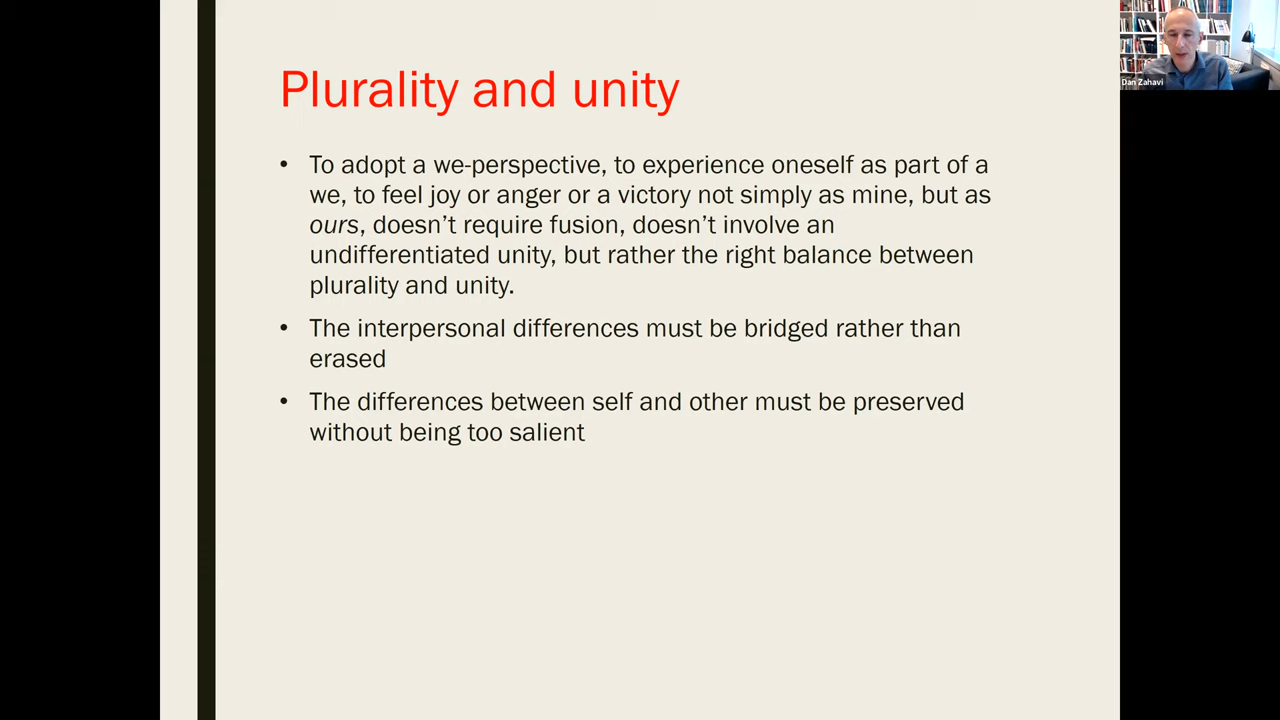 Plurality and unity
• To adopt a we-perspective, to experience oneself as part of a
we, to feel joy or anger or a victory not simply as mine, but as
ours, doesn’t require fusion, doesn’t involve an
undifferentiated unity, but rather the right balance between
plurality and unity.
• The interpersonal differences must be bridged rather than
erased
• The differences between self and other must be preserved
without being too salient
Dan Zahavi